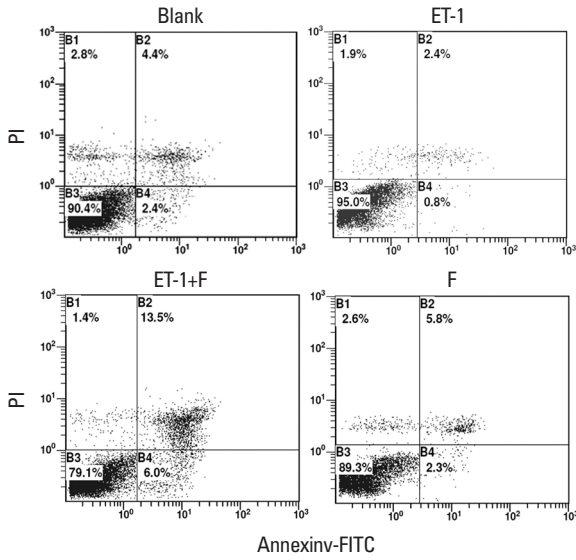 Blank
10³
10²
10¹
10⁰
PI
B1
2.8%
B2
4.4%
B3
90.4%
B4
2.4%
10⁰ 10¹ 10² 10³
ET-1
10³
10²
10¹
10⁰
B1
1.9%
B2
2.4%
B3
95.0%
B4
0.8%
10⁰ 10¹ 10² 10³
ET-1+F
10³
10²
10¹
10⁰
PI
B1
1.4%
B2
13.5%
B3
79.1%
B4
6.0%
10⁰ 10¹ 10² 10³
F
10³
10²
10¹
10⁰
B1
2.6%
B2
5.8%
B3
89.3%
B4
2.3%
10⁰ 10¹ 10² 10³
Annexinv-FITC